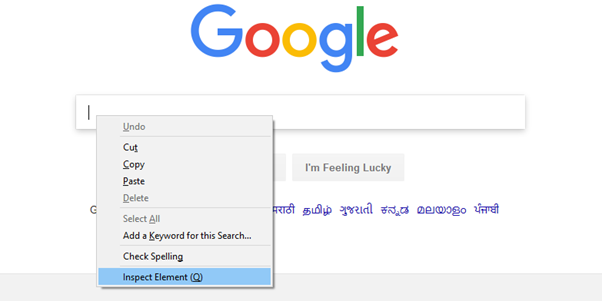 Google
Undo
Cut
Copy
Paste
I'm Feeling Lucky
Delete
Select All
मराठी தமிழ் ગુજરાતી ಕನ್ನಡ മലയാളം ਪੰਜਾਬੀ
Add a Keyword for this Search...
Check Spelling
Inspect Element (Q)